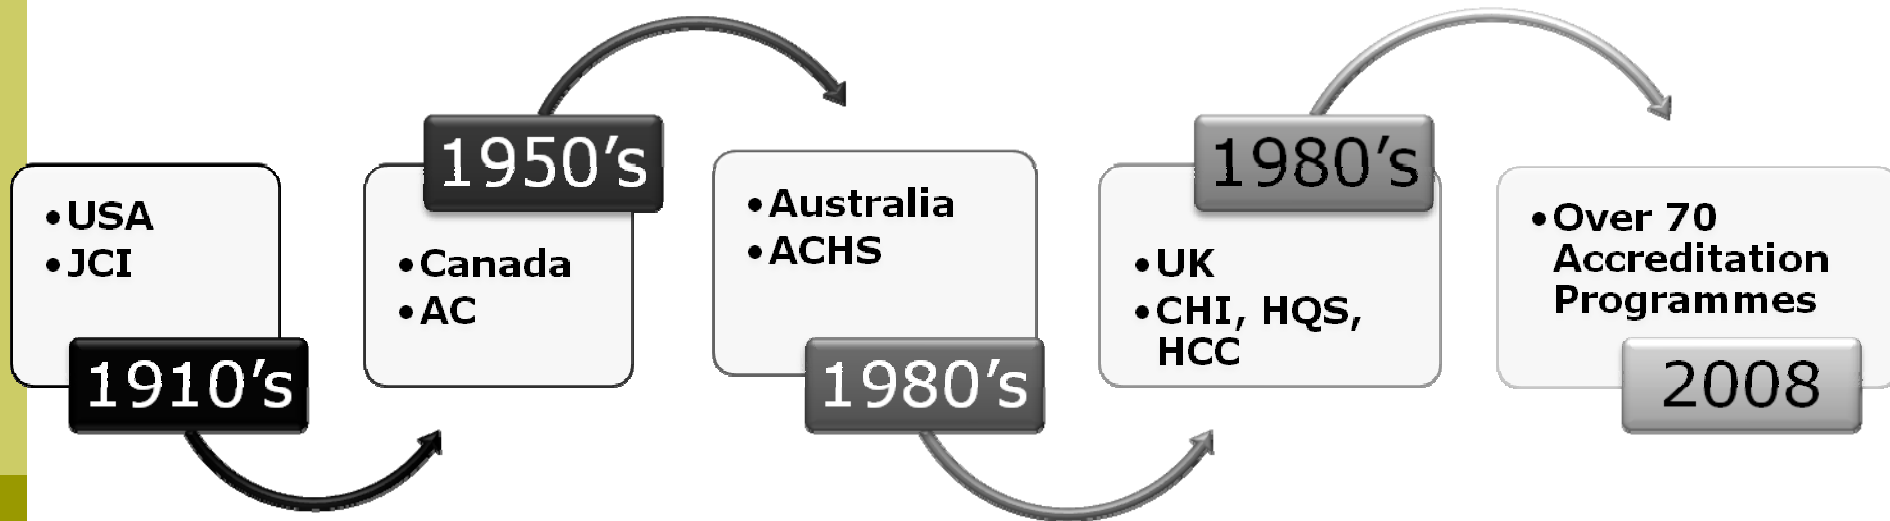 •USA
•JCI
1910’s
1950’s
•Canada
•AC
•Australia
•ACHS
1980’s
1980’s
•UK
•CHI, HQS,
HCC
•Over 70
Accreditation
Programmes
2008